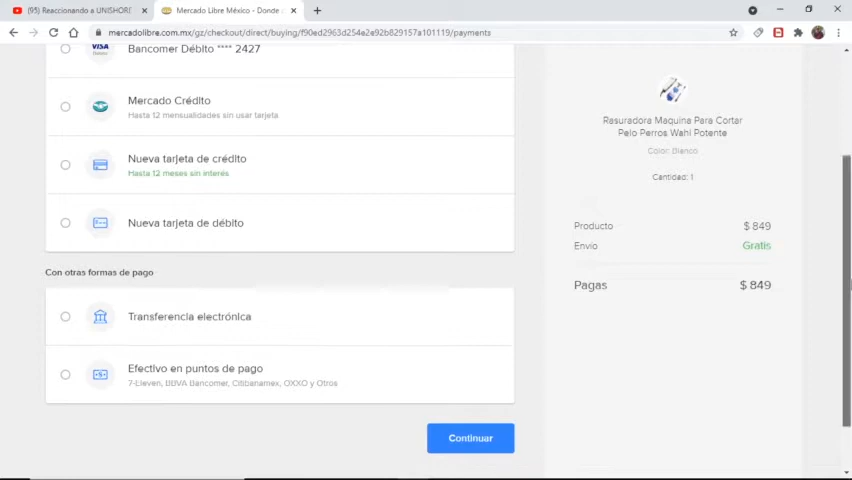 (95) Reaccionando a UNISHORE
Mercado Libre México - Donde
mercadolibre.com.mx/gz/checkout/direct/buying/f90ed2963d254e2e92b829157a101119/payments
VISA
Bancomer Débito **** 2427
Mercado Crédito
Hasta 12 mensualidades sin usar tarjeta
Nueva tarjeta de crédito
Hasta 12 meses sin interés
Nueva tarjeta de débito
Con otras formas de pago
Transferencia electrónica
Efectivo en puntos de pago
7-Eleven, BBVA Bancomer, Citibanamex, OXXO y Otros
Continuar
Rasuradora Maquina Para Cortar
Pelo Perros Wahl Potente
Color: Blanco
Cantidad: 1
Producto $ 849
Envío Gratis
Pagas $ 849